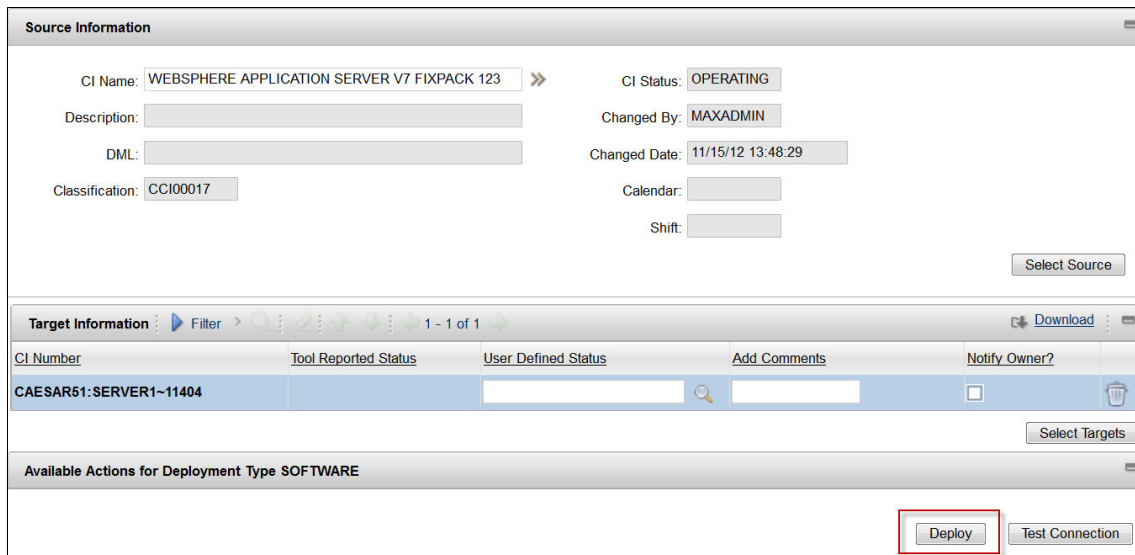 Source Information
CI Name: WEBSPHERE APPLICATION SERVER V7 FIXPACK 123 CI Status: OPERATING
Description: Changed By: MAXADMIN
DML: Changed Date: 11/15/12 13:48:29
Classification: CCI00017 Calendar:
Shift:
Select Source
Target Information Filter 1 - 1 of 1 Download
CI Number Tool Reported Status User Defined Status Add Comments Notify Owner?
CAESAR51:SERVER1~11404
Select Targets
Available Actions for Deployment Type SOFTWARE
Deploy Test Connection